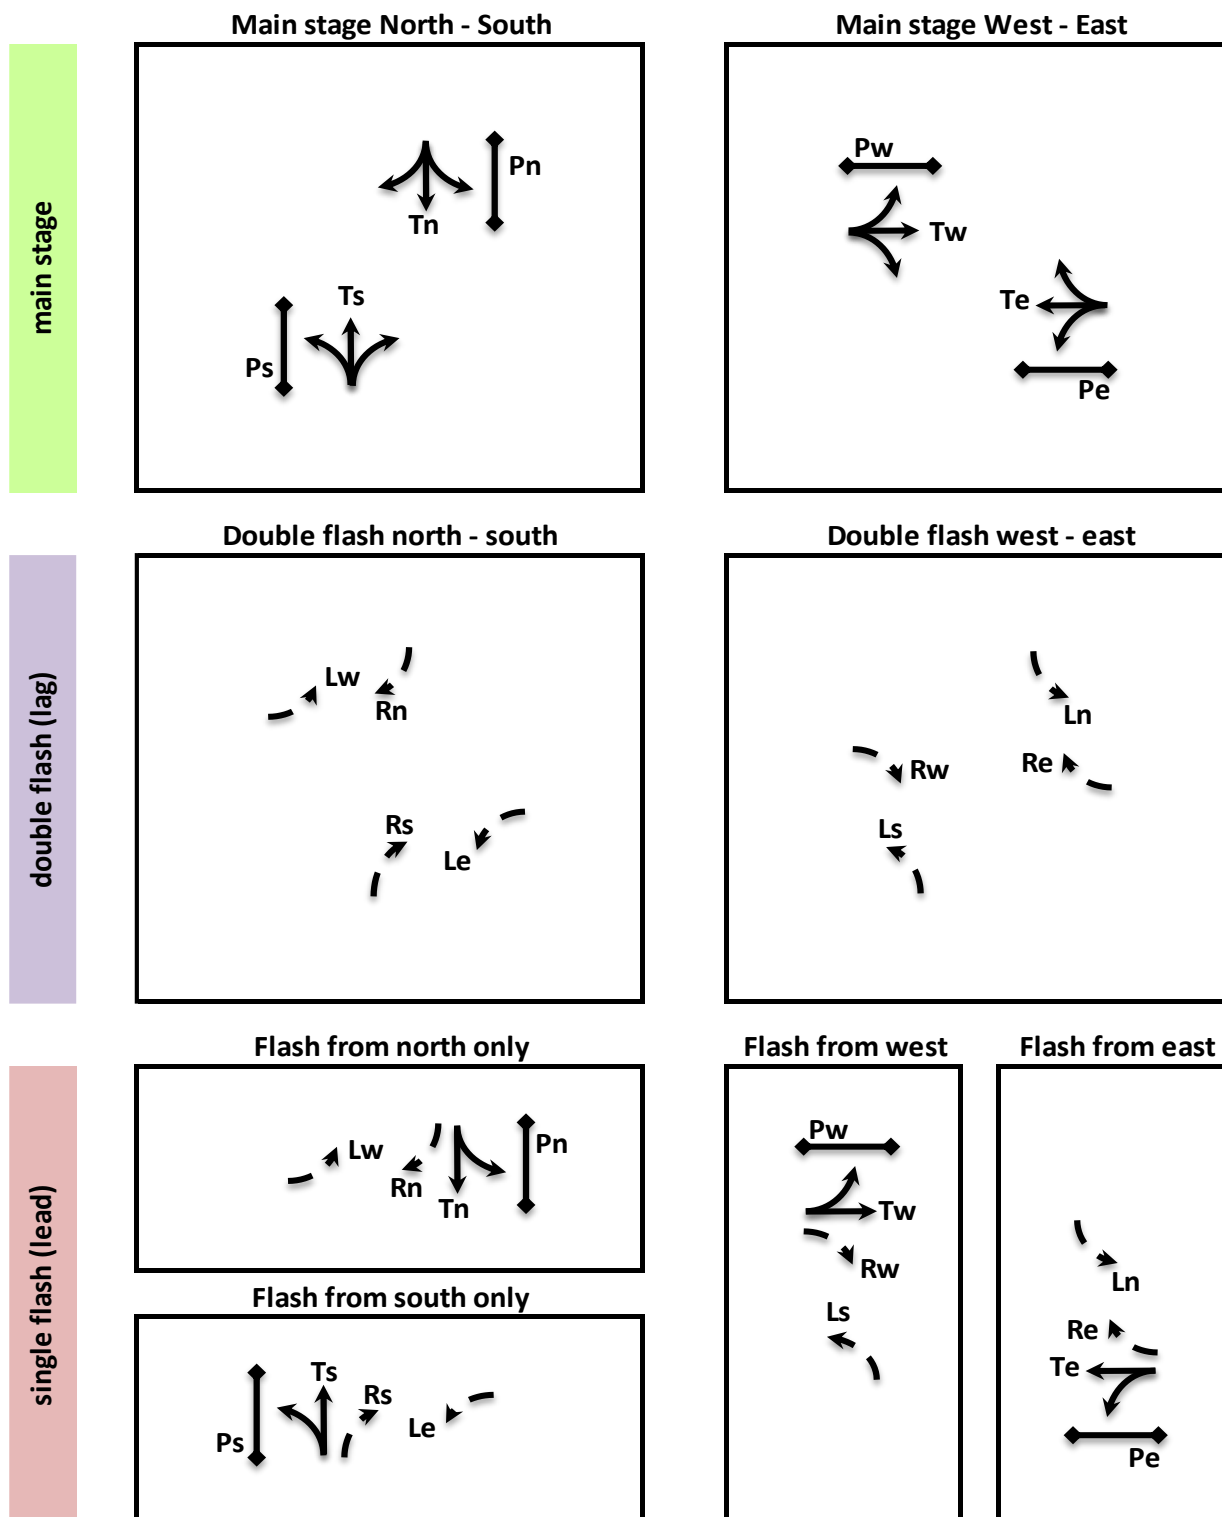 Main stage North - South
Main stage West - East
main stage
Pn
Tn
Ts
Ps
Pw
Tw
Te
Pe
Double flash north - south
Double flash west - east
double flash (lag)
Lw
Rn
Rs
Le
Ln
Rw
Re
Ls
Flash from north only
Flash from west
Flash from east
single flash (lead)
Lw
Rn
Tn
Pn
Flash from south only
Ts
Rs
Ps
Le
Pw
Tw
Rw
Ls
Ln
Re
Te
Pe